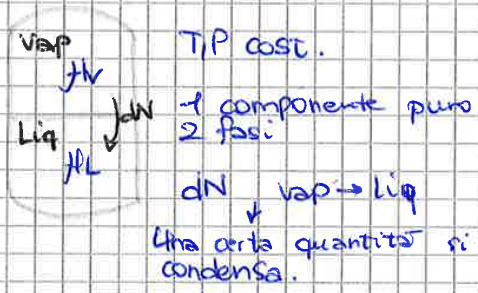 Vap
μV
dN
Liq
μL
T,P cost.
1 componente puro
2 fasi
dN vap → Liq
↓
Una certa quantità si
condensa.